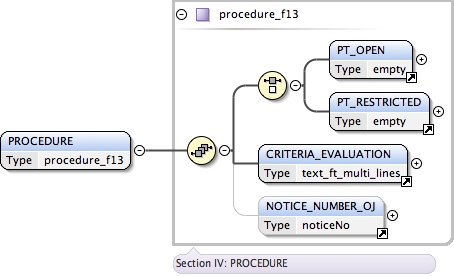 procedure_f13
PT_OPEN
Type empty
PT_RESTRICTED
Type empty
PROCEDURE
Type procedure_f13
CRITERIA_EVALUATION
Type text_ft_multi_lines
NOTICE_NUMBER_OJ
Type noticeNo
Section IV: PROCEDURE